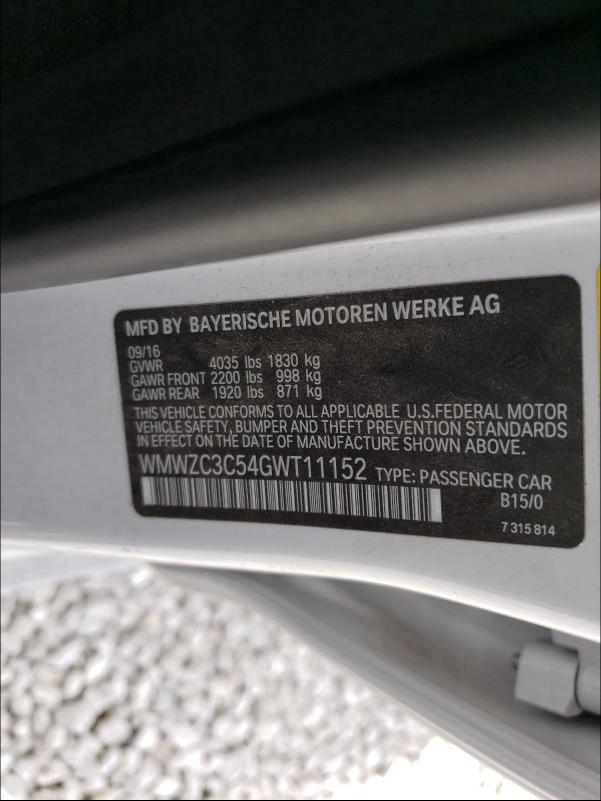 MFD BY BAYERISCHE MOTOREN WERKE AG
09/16
GVWR 4035 lbs 1830 kg
GAWR FRONT 2200 lbs 998 kg
GAWR REAR 1920 lbs 871 kg
THIS VEHICLE CONFORMS TO ALL APPLICABLE U.S.FEDERAL MOTOR
VEHICLE SAFETY, BUMPER AND THEFT PREVENTION STANDARDS
IN EFFECT ON THE DATE OF MANUFACTURE SHOWN ABOVE.
WMWZC3C54GWT11152 TYPE: PASSENGER CAR
B15/0
7 315 814